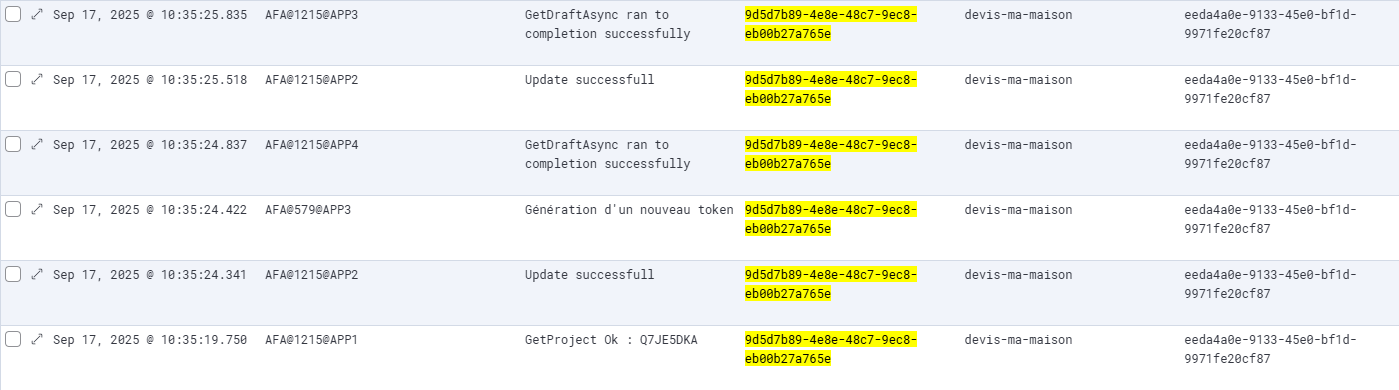 Sep 17, 2025 @ 10:35:25.835 AFA@1215@APP3 GetDraftAsync ran to 9d5d7b89-4e8e-48c7-9ec8- devis-ma-maison eeda4a0e-9133-45e0-bf1d-
completion successfully eb00b27a765e 9971fe20cf87
Sep 17, 2025 @ 10:35:25.518 AFA@1215@APP2 Update successfull 9d5d7b89-4e8e-48c7-9ec8- devis-ma-maison eeda4a0e-9133-45e0-bf1d-
eb00b27a765e 9971fe20cf87
Sep 17, 2025 @ 10:35:24.837 AFA@1215@APP4 GetDraftAsync ran to 9d5d7b89-4e8e-48c7-9ec8- devis-ma-maison eeda4a0e-9133-45e0-bf1d-
completion successfully eb00b27a765e 9971fe20cf87
Sep 17, 2025 @ 10:35:24.422 AFA@579@APP3 Génération d'un nouveau token 9d5d7b89-4e8e-48c7-9ec8- devis-ma-maison eeda4a0e-9133-45e0-bf1d-
eb00b27a765e 9971fe20cf87
Sep 17, 2025 @ 10:35:24.341 AFA@1215@APP2 Update successfull 9d5d7b89-4e8e-48c7-9ec8- devis-ma-maison eeda4a0e-9133-45e0-bf1d-
eb00b27a765e 9971fe20cf87
Sep 17, 2025 @ 10:35:19.750 AFA@1215@APP1 GetProject Ok : Q7JE5DKA 9d5d7b89-4e8e-48c7-9ec8- devis-ma-maison eeda4a0e-9133-45e0-bf1d-
eb00b27a765e 9971fe20cf87